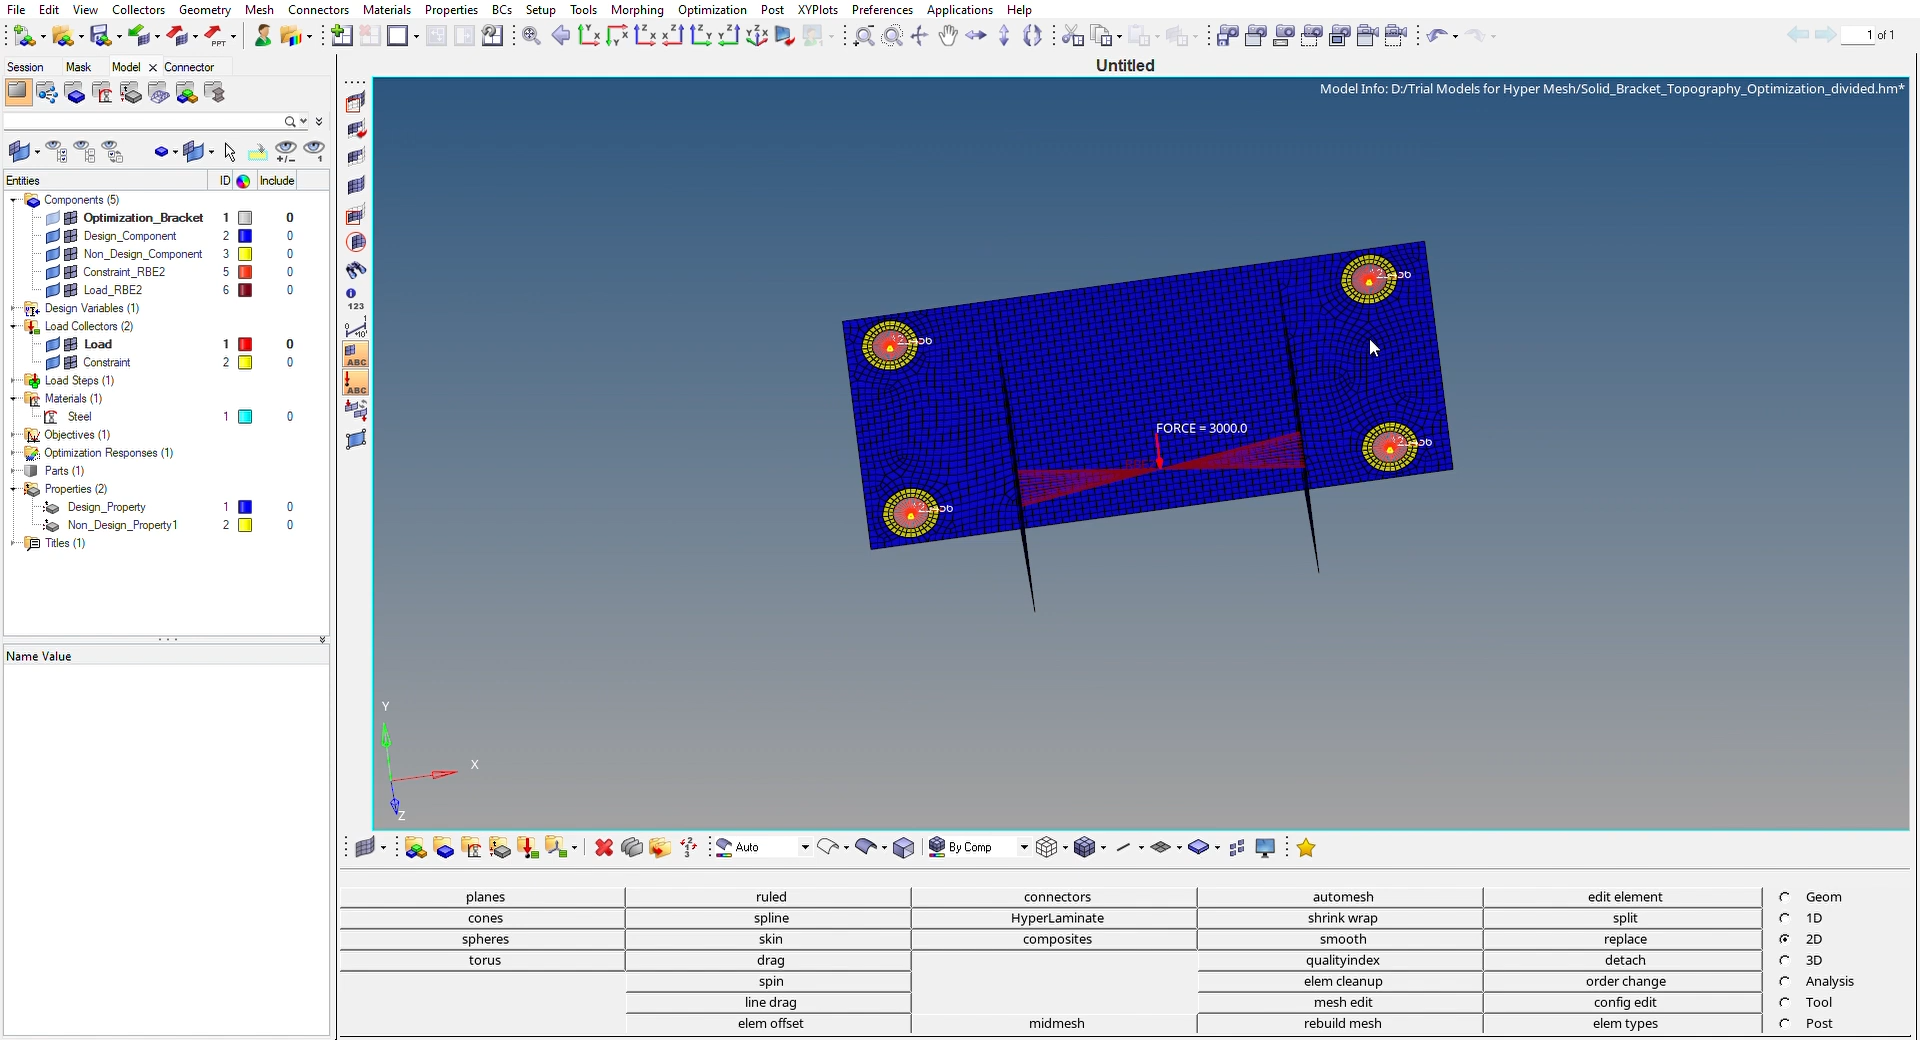 File Edit View Collectors Geometry Mesh Connectors Materials Properties BCs Setup Tools Morphing Optimization Post XYPlots Preferences Applications Help
PPT
1 of 1
Session Mask Model Connector
Untitled
Model Info: D:/Trial Models for Hyper Mesh/Solid_Bracket_Topography_Optimization_divided.hm*
Entities ID Include
Components (5)
Optimization_Bracket 1 0
Design_Component 2 0
Non_Design_Component 3 0
Constraint_RBE2 5 0
Load_RBE2 6 0
Design Variables (1)
Load Collectors (2)
Load 1 0
Constraint 2 0
Load Steps (1)
Materials (1)
Steel 1 0
Objectives (1)
Optimization Responses (1)
Parts (1)
Properties (2)
Design_Property 1 0
Non_Design_Property1 2 0
Titles (1)
123
ABC
ABC
FORCE = 3000.0
Name Value
Y
X
Z
Auto By Comp
planes ruled connectors automesh edit element Geom
cones spline HyperLaminate shrink wrap split 1D
spheres skin composites smooth replace 2D
torus drag qualityindex detach 3D
spin elem cleanup order change Analysis
line drag mesh edit config edit Tool
elem offset midmesh rebuild mesh elem types Post